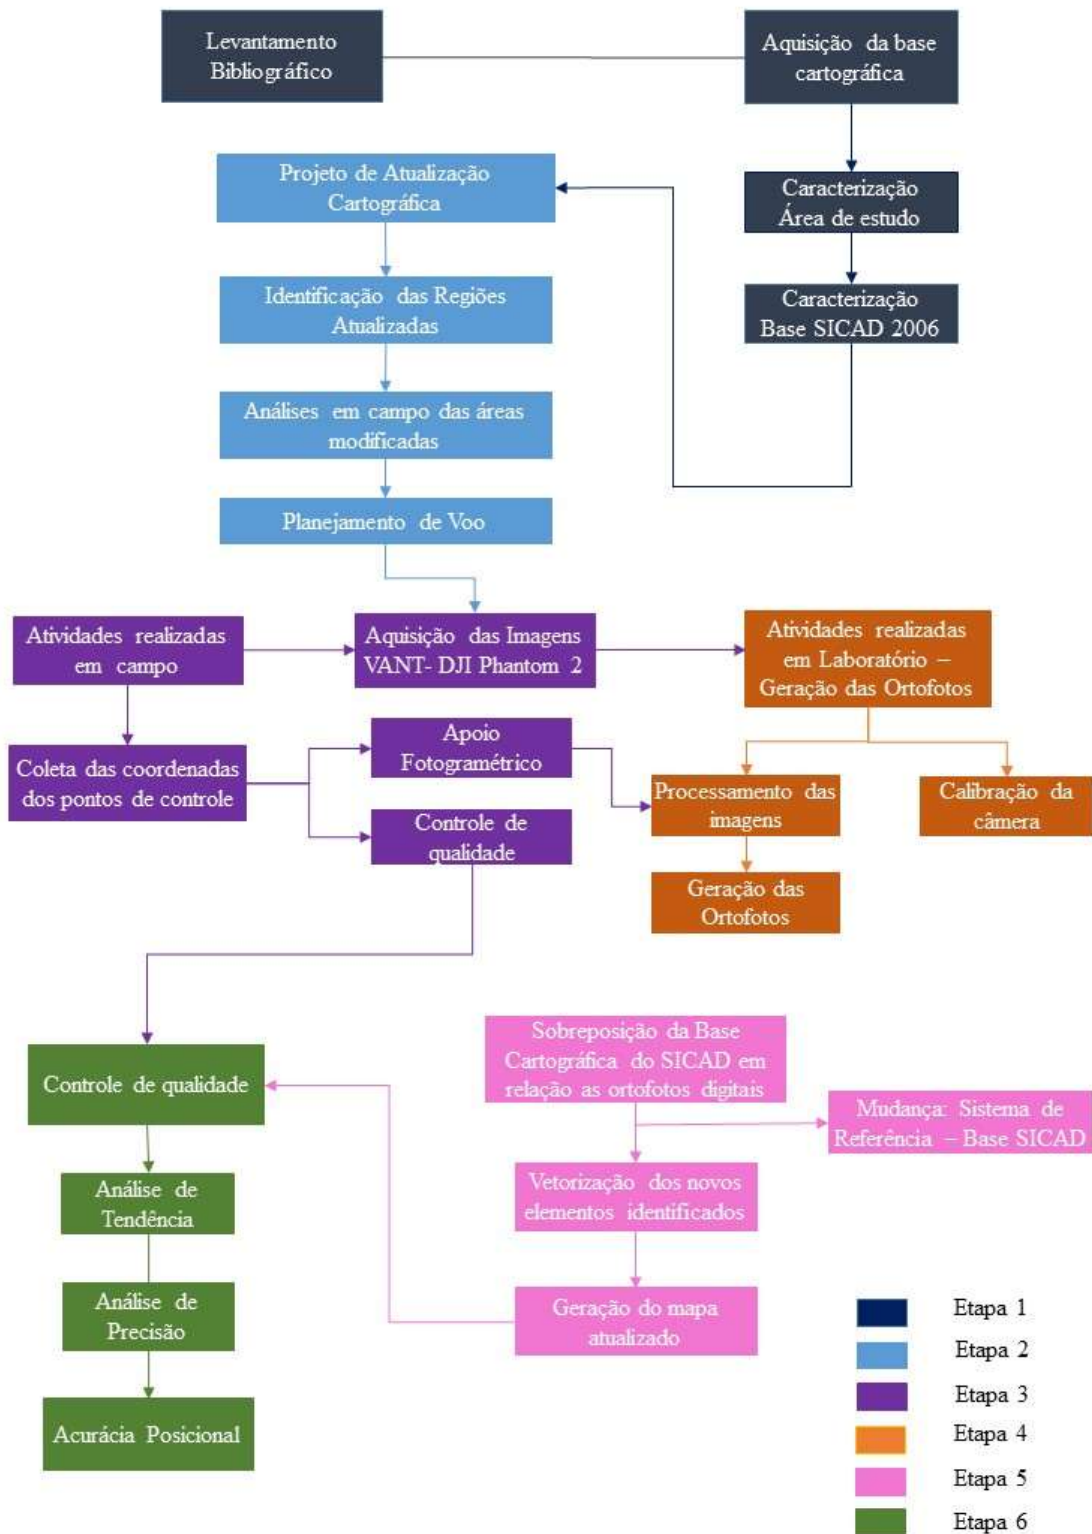 Levantamento
Bibliográfico
Aquisição da base
cartográfica
Projeto de Atualização
Cartográfica
Caracterização
Área de estudo
Identificação das Regiões
Atualizadas
Caracterização
Base SICAD 2006
Análises em campo das áreas
modificadas
Planejamento de Voo
Atividades realizadas
em campo
Aquisição das Imagens
VANT- DJI Phantom 2
Atividades realizadas
em Laboratório –
Geração das Ortofotos
Coleta das coordenadas
dos pontos de controle
Apoio
Fotogramétrico
Controle de
qualidade
Processamento das
imagens
Calibração da
câmera
Geração das
Ortofotos
Sobreposição da Base
Cartográfica do SICAD em
relação as ortofotos digitais
Controle de qualidade
Mudança: Sistema de
Referência – Base SICAD
Análise de
Tendência
Vetorização dos novos
elementos identificados
Análise de
Precisão
Geração do mapa
atualizado
Acurácia Posicional
Etapa 1
Etapa 2
Etapa 3
Etapa 4
Etapa 5
Etapa 6